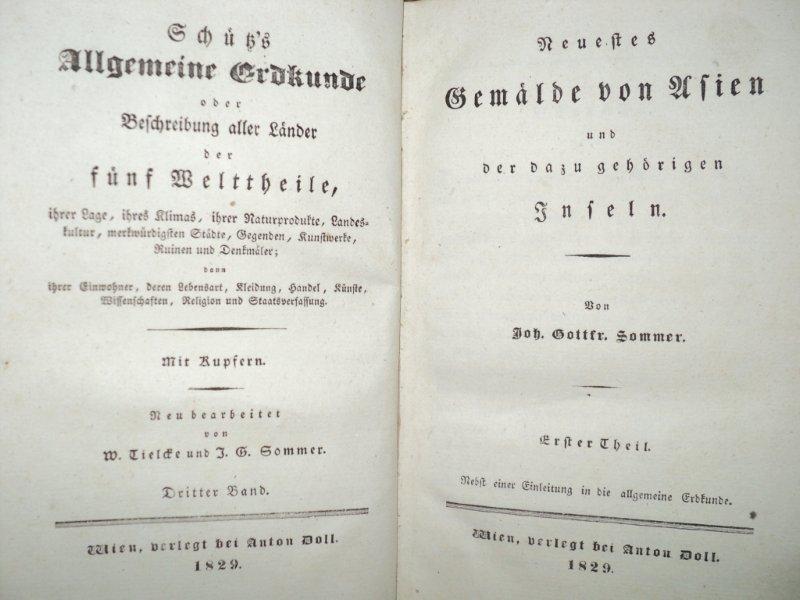 Schütz's
Allgemeine Erdkunde
oder
Beschreibung aller Länder
der
fünf Welttheile,
ihrer Lage, ihres Klimas, ihrer Naturprodukte, Landes-
kultur, merkwürdigsten Städte, Gegenden, Kunstwerke,
Ruinen und Denkmäler;
dann
ihrer Einwohner, deren Lebensart, Kleidung, Handel, Künste,
Wissenschaften, Religion und Staatsverfassung.
Mit Kupfern.
Neu bearbeitet
von
W. Tielcke und J. G. Sommer.
Dritter Band.
Wien, verlegt bei Anton Doll.
1829.
Neuestes
Gemälde von Asien
und
der dazu gehörigen
Inseln.
Von
Joh. Gottfr. Sommer.
Erster Theil.
Nebst einer Einleitung in die allgemeine Erdkunde.
Wien, verlegt bei Anton Doll.
1829.